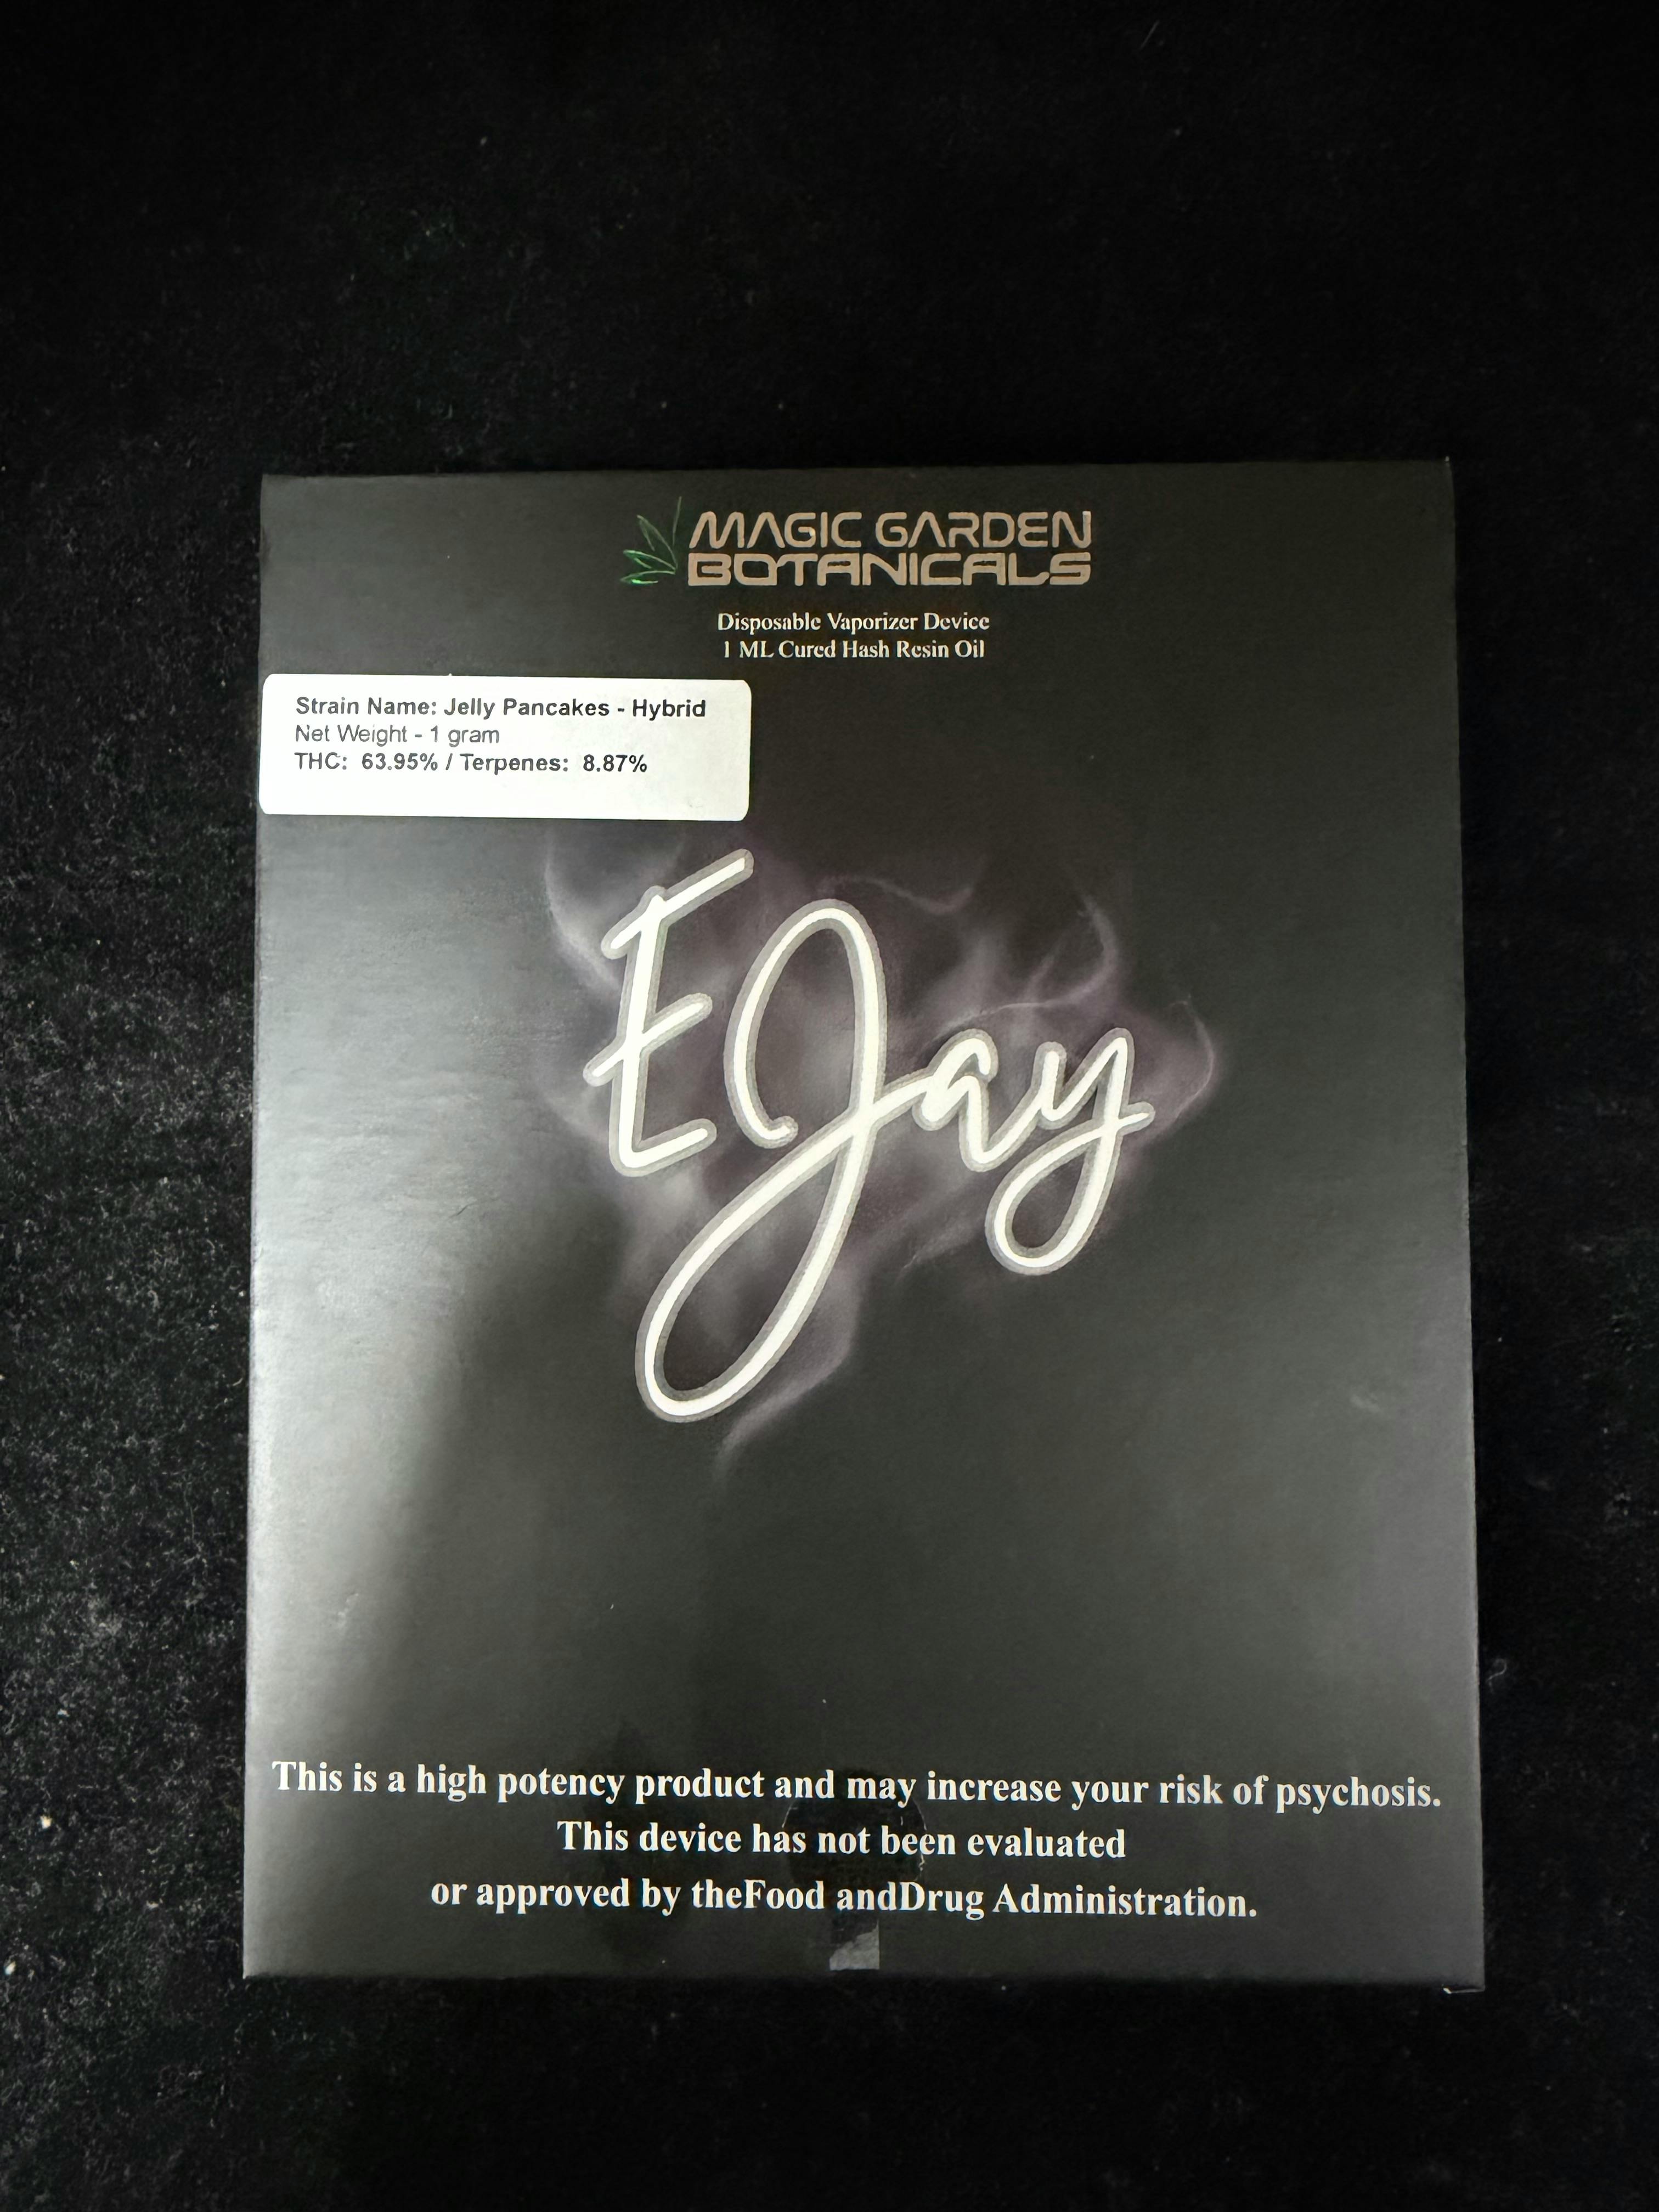 MAGIC GARDEN
BOTANICALS
Disposable Vaporizer Device
1 ML Cured Hash Resin Oil
Strain Name: Jelly Pancakes - Hybrid
Net Weight - 1 gram
THC: 63.95% / Terpenes: 8.87%
EJay
This is a high potency product and may increase your risk of psychosis.
This device has not been evaluated
or approved by theFood andDrug Administration.